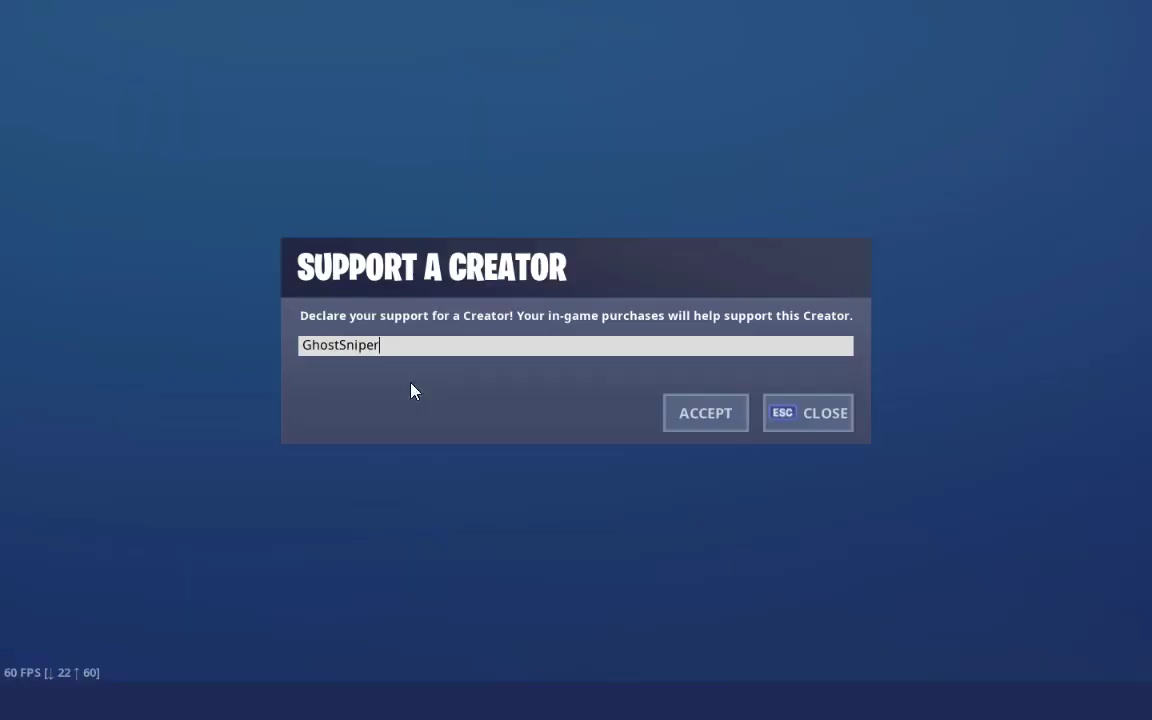 SUPPORT A CREATOR
Declare your support for a Creator! Your in-game purchases will help support this Creator.
GhostSniper
ACCEPT
ESC CLOSE
60 FPS [↓ 22 ↑ 60]